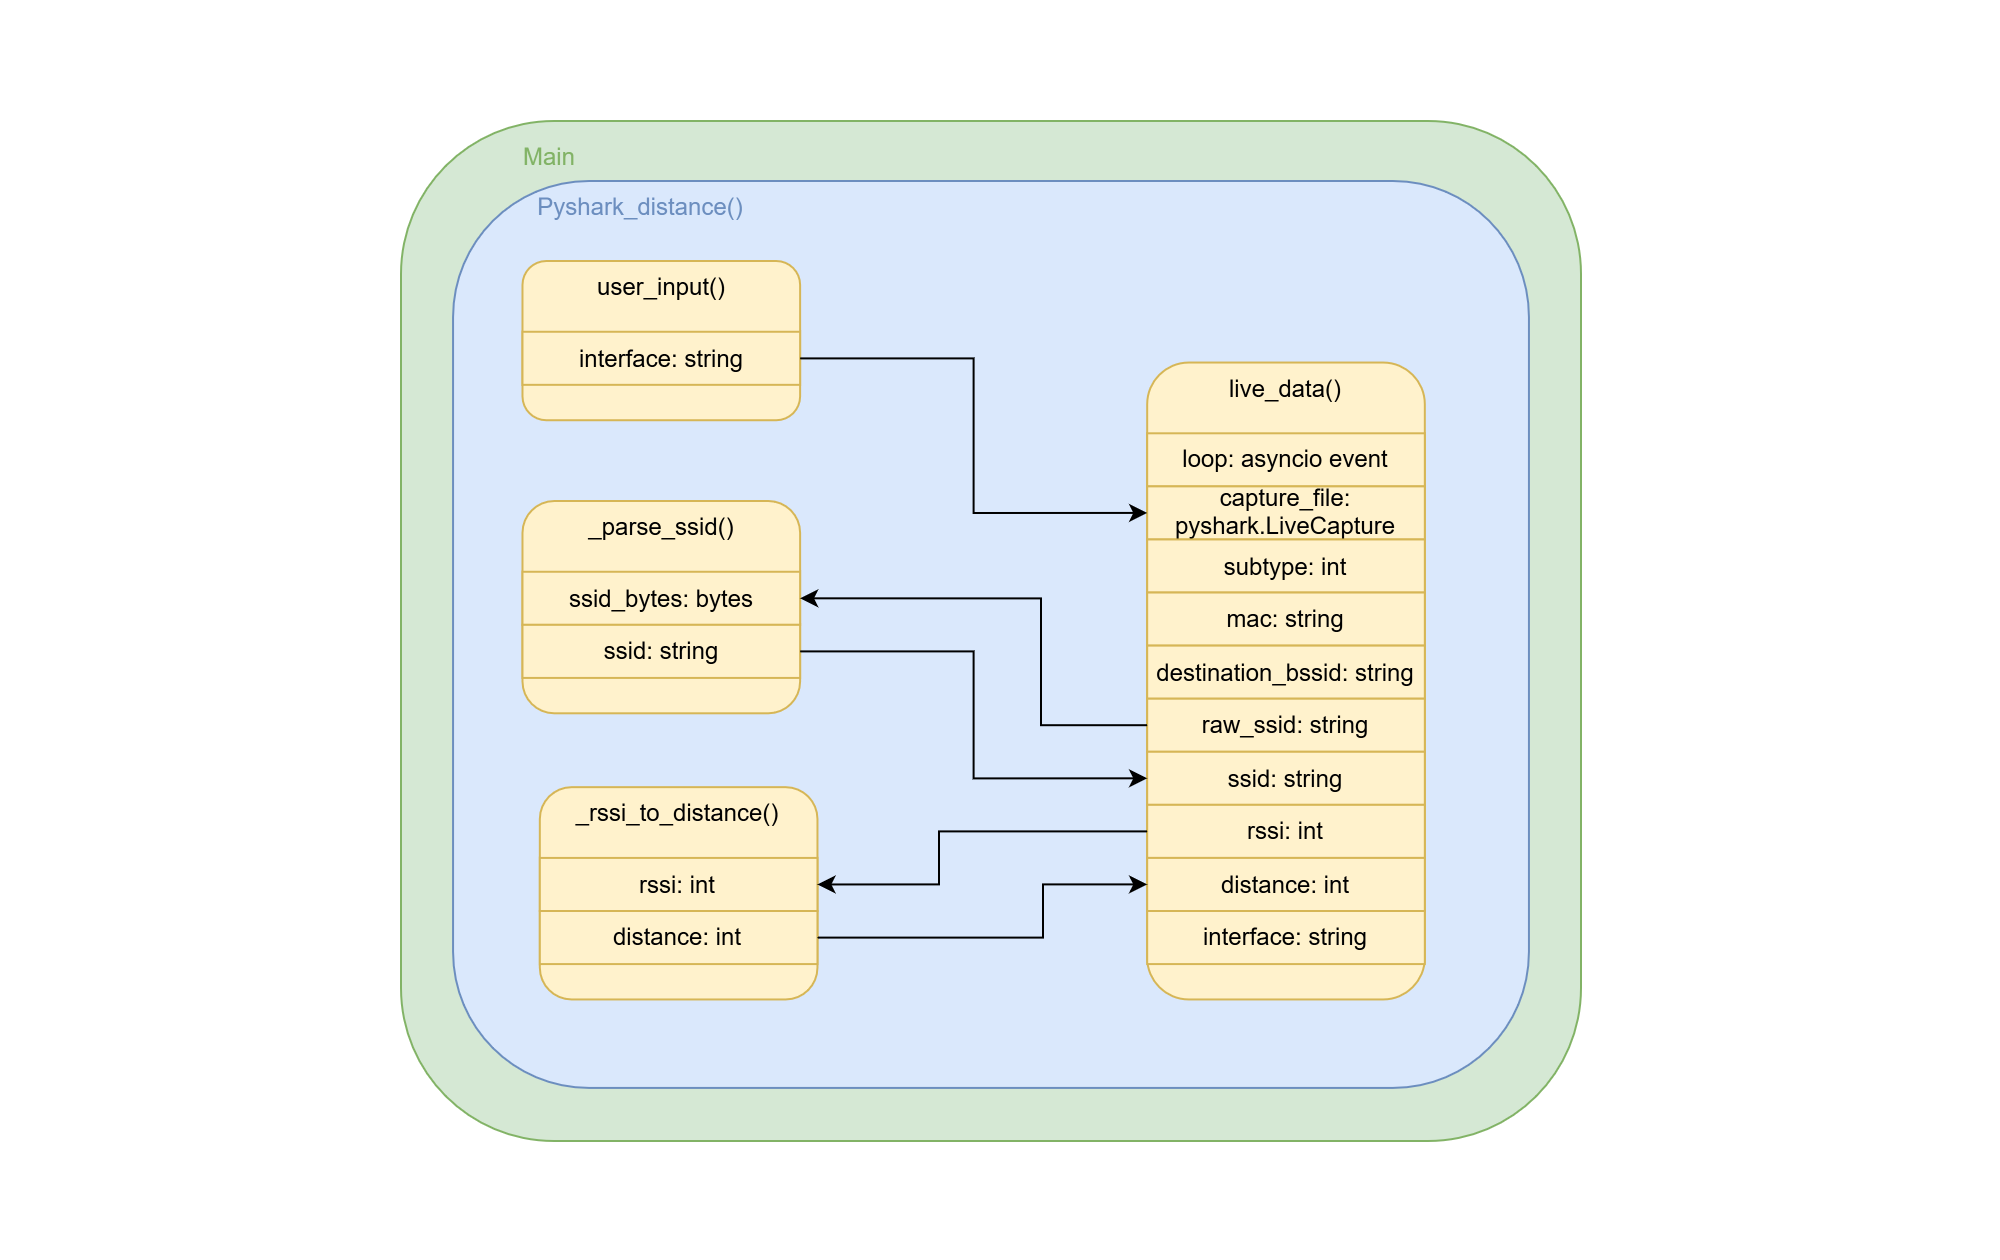 Main
Pyshark_distance()
user_input()
interface: string
_parse_ssid()
ssid_bytes: bytes
ssid: string
_rssi_to_distance()
rssi: int
distance: int
live_data()
loop: asyncio event
capture_file:
pyshark.LiveCapture
subtype: int
mac: string
destination_bssid: string
raw_ssid: string
ssid: string
rssi: int
distance: int
interface: string